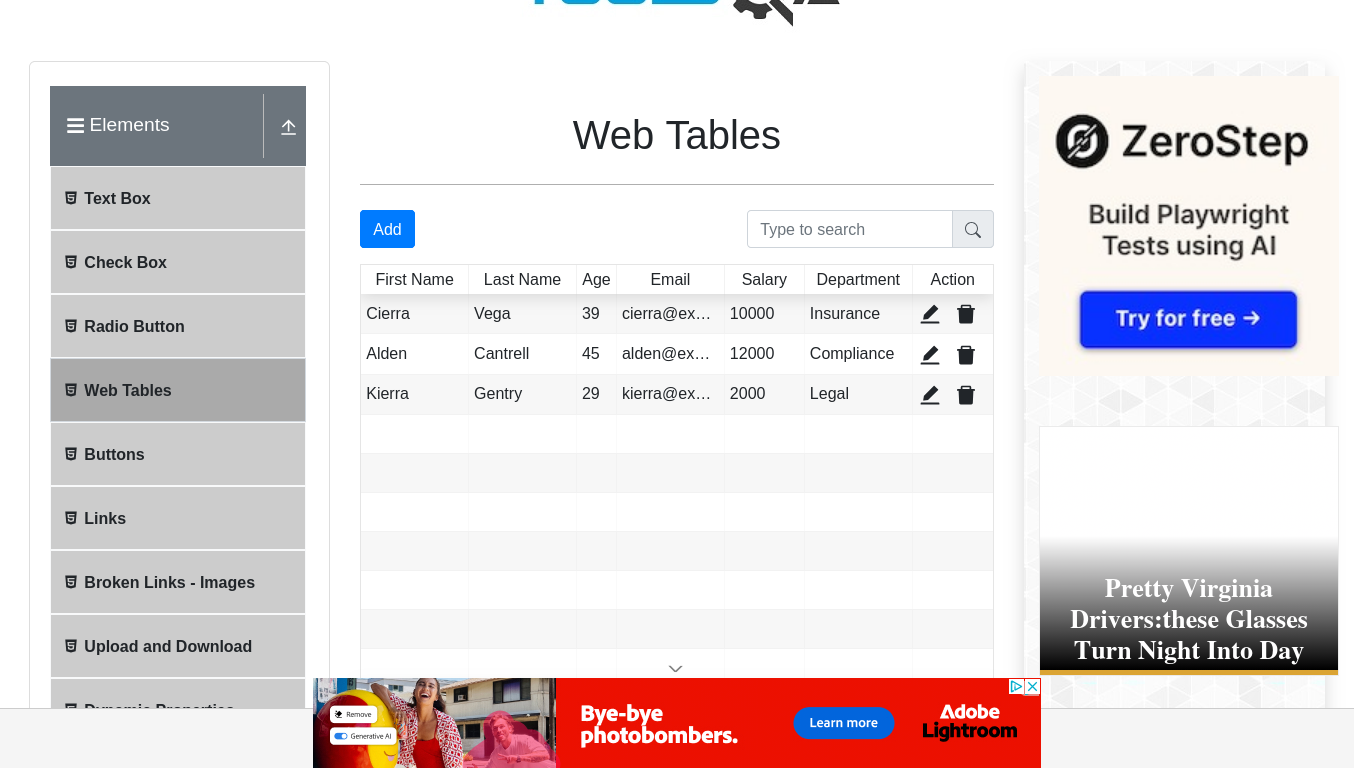 Elements
Text Box
Check Box
Radio Button
Web Tables
Buttons
Links
Broken Links - Images
Upload and Download
Web Tables
Add
Type to search
First Name Last Name Age Email Salary Department Action
Cierra Vega 39 cierra@ex… 10000 Insurance
Alden Cantrell 45 alden@ex… 12000 Compliance
Kierra Gentry 29 kierra@ex… 2000 Legal
ZeroStep
Build Playwright
Tests using AI
Try for free →
Pretty Virginia
Drivers:these Glasses
Turn Night Into Day
Remove
Generative AI
Bye-bye
photobombers.
Learn more
Adobe
Lightroom